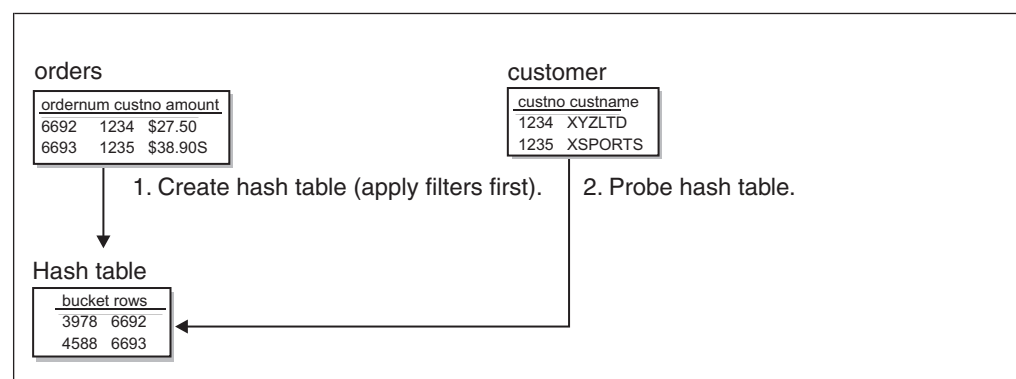 orders
ordernum custno amount
6692 1234 $27.50
6693 1235 $38.90S
customer
custno custname
1234 XYZLTD
1235 XSPORTS
1. Create hash table (apply filters first).
2. Probe hash table.
Hash table
bucket rows
3978 6692
4588 6693